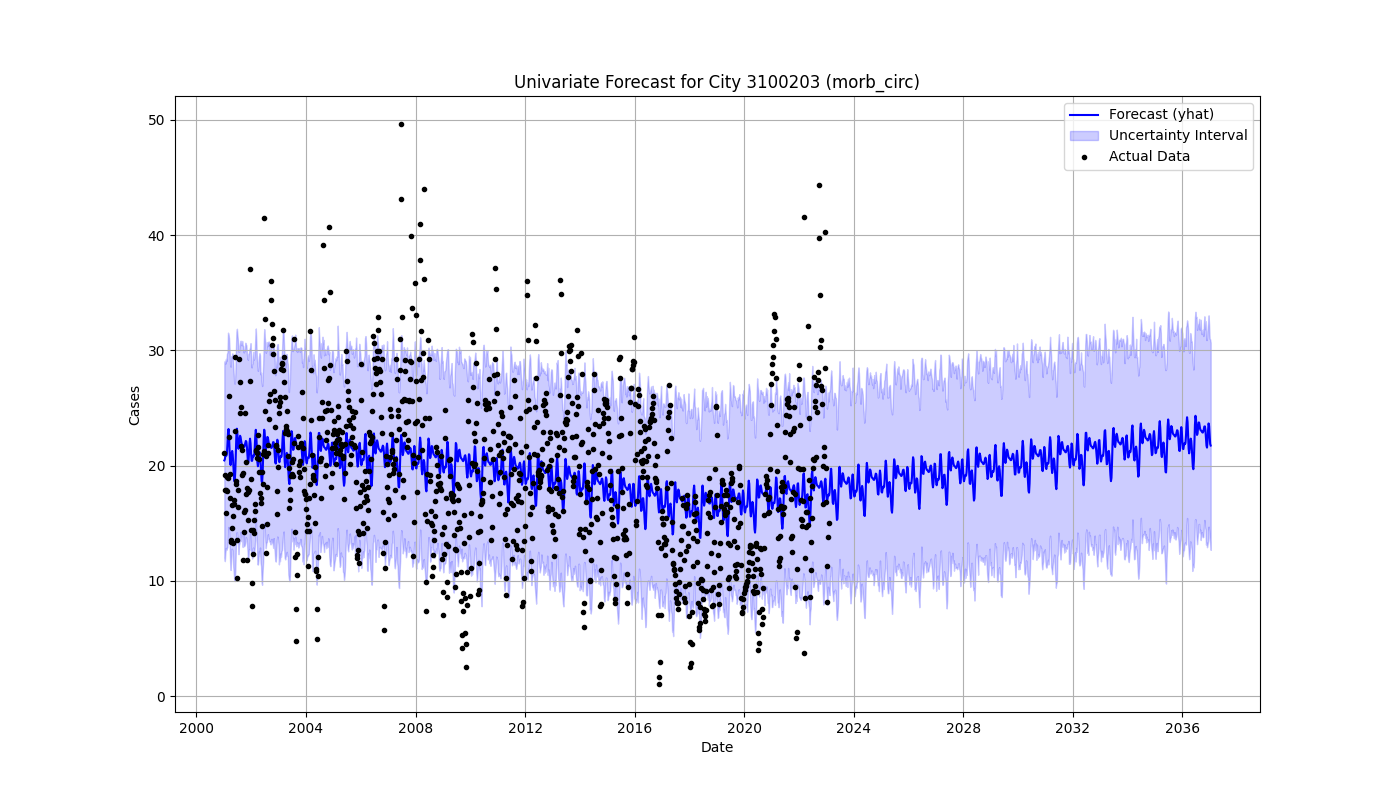 Univariate Forecast for City 3100203 (morb_circ)
Forecast (yhat)
Uncertainty Interval
Actual Data
Cases
50
40
30
20
10
0
2000 2004 2008 2012 2016 2020 2024 2028 2032 2036
Date